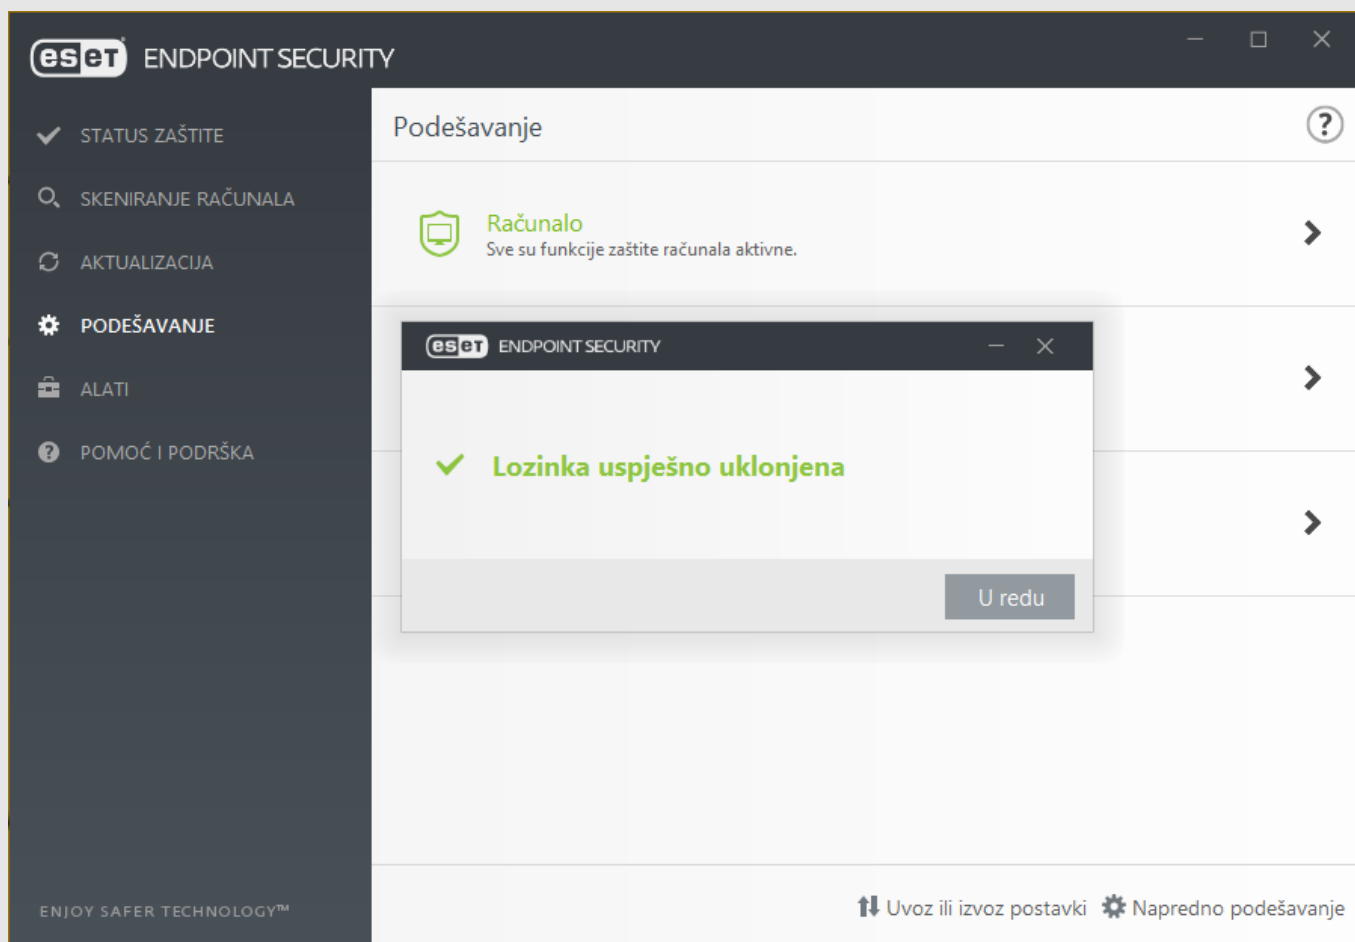 eset ENDPOINT SECURITY
STATUS ZAŠTITE
SKENIRANJE RAČUNALA
AKTUALIZACIJA
PODEŠAVANJE
ALATI
POMOĆ I PODRŠKA
ENJOY SAFER TECHNOLOGY™
Podešavanje
?
Računalo
Sve su funkcije zaštite računala aktivne.
eset ENDPOINT SECURITY
Lozinka uspješno uklonjena
U redu
Uvoz ili izvoz postavki Napredno podešavanje